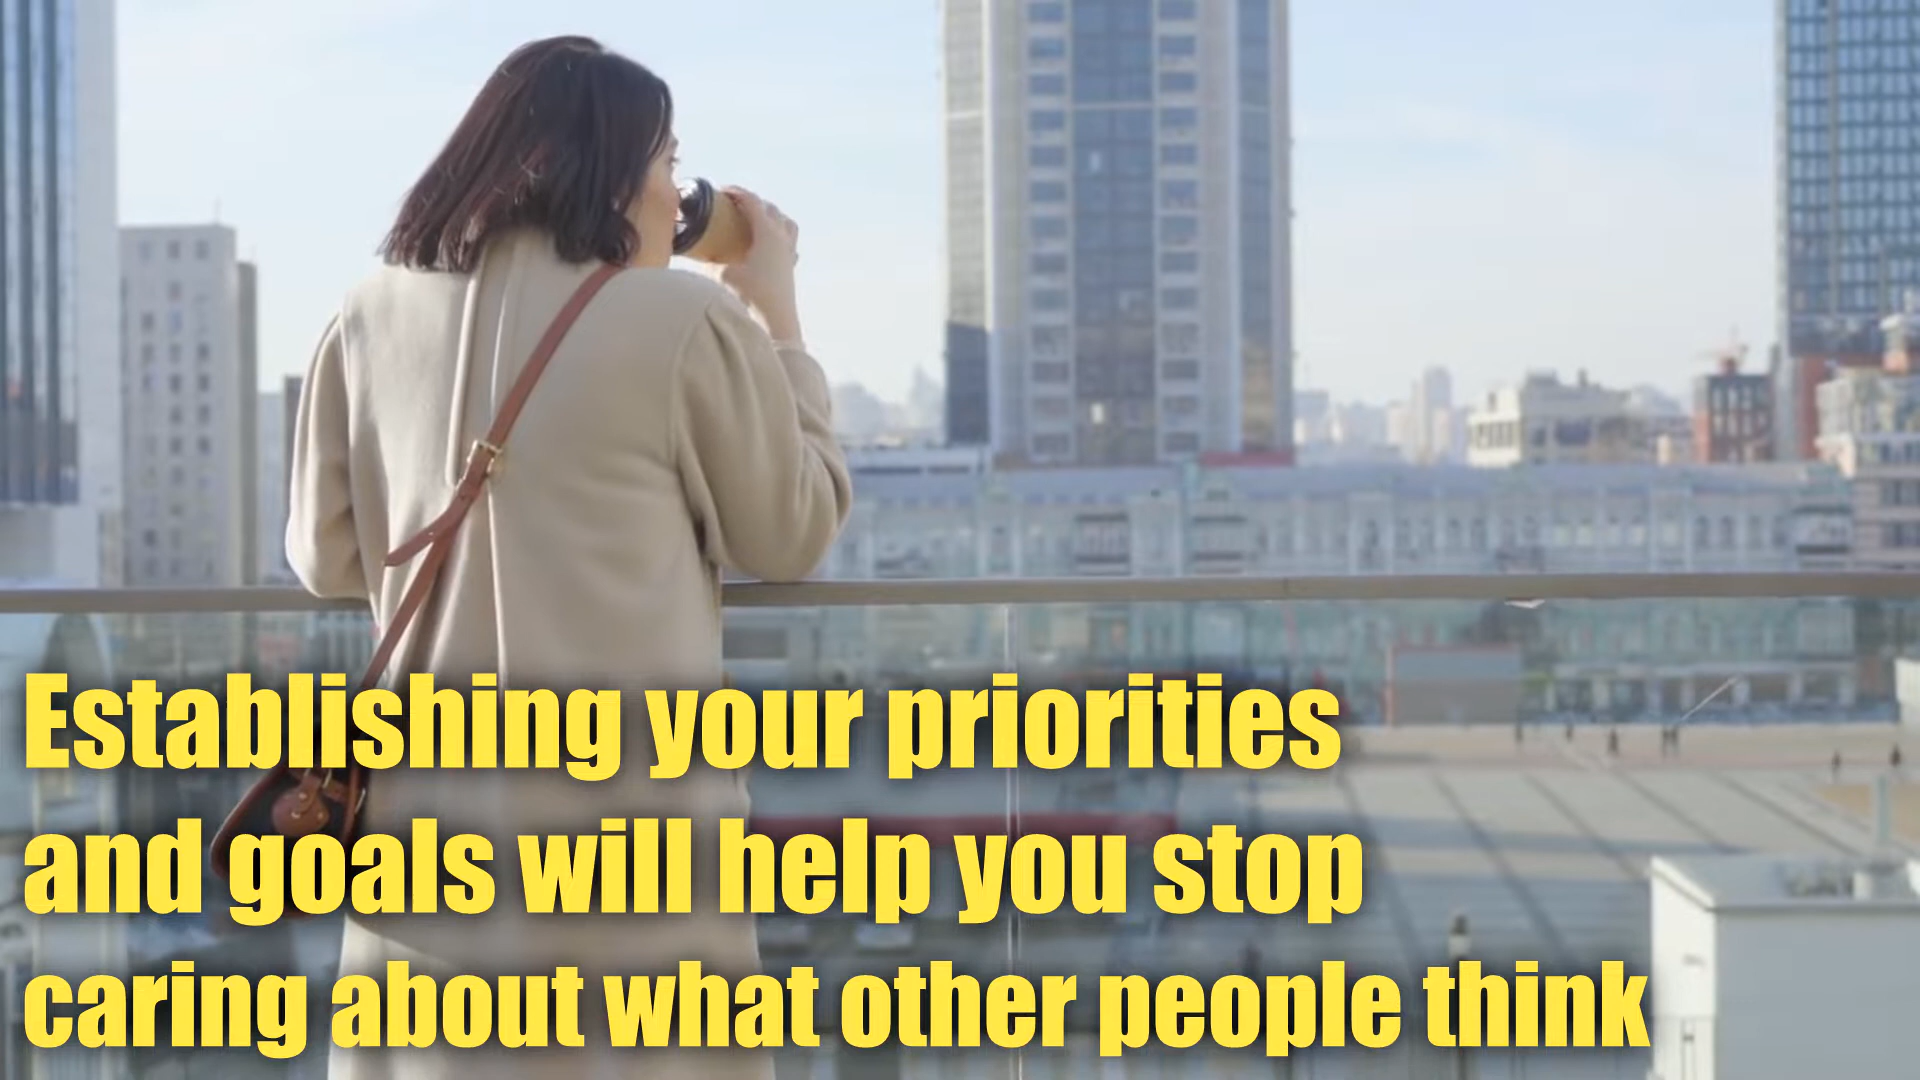 Establishing your priorities
and goals will help you stop
caring about what other people think